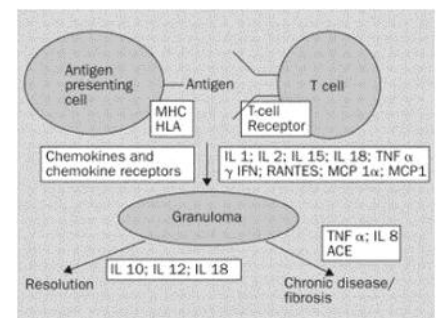 Antigen
presenting
cell
Antigen
T cell
MHC
HLA
T-cell
Receptor
Chemokines and
chemokine receptors
IL 1; IL 2; IL 15; IL 18; TNF α
γ IFN; RANTES; MCP 1α; MCP1
Granuloma
TNF α; IL 8
ACE
IL 10; IL 12; IL 18
Resolution
Chronic disease/
fibrosis